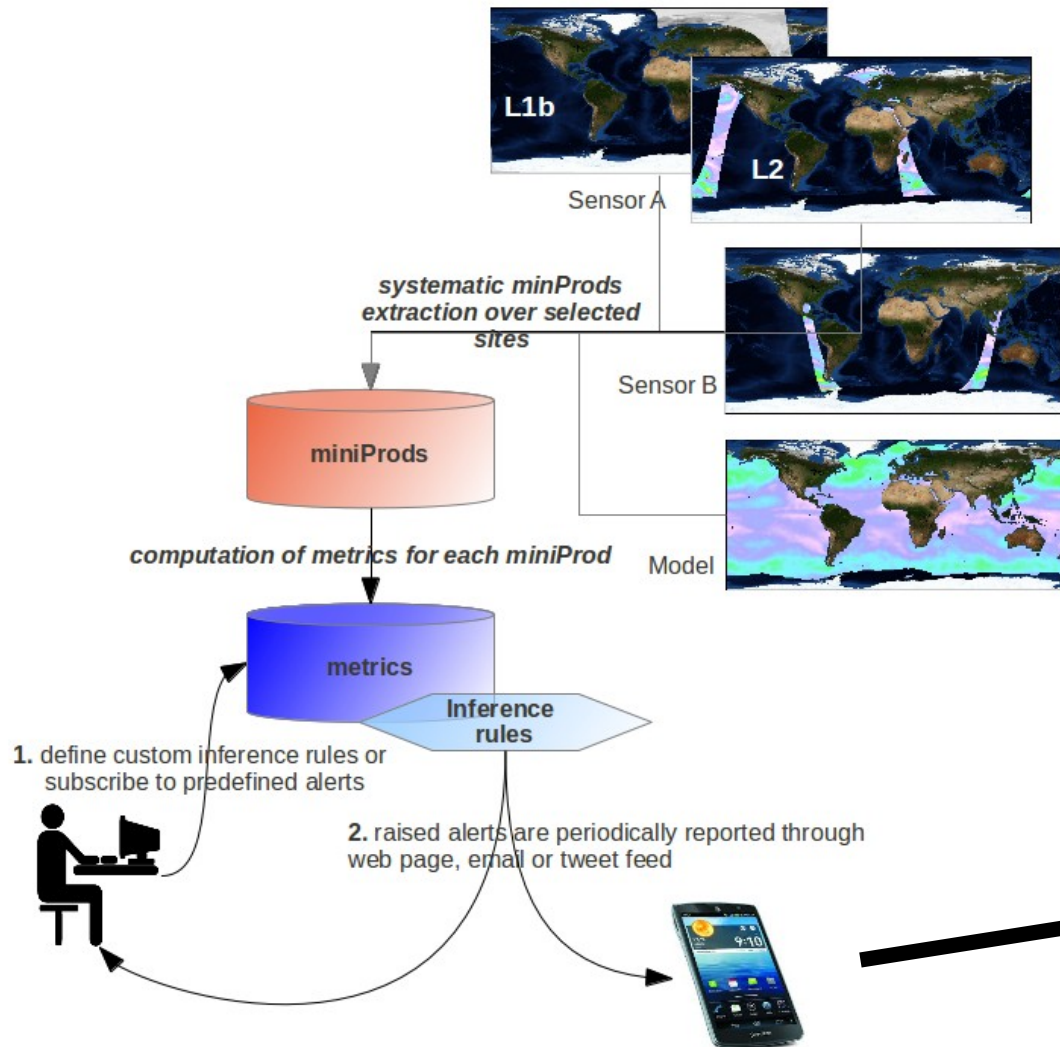 L1b
L2
Sensor A
systematic minProds
extraction over selected
sites
Sensor B
miniProds
computation of metrics for each miniProd
Model
metrics
Inference
rules
1. define custom inference rules or
subscribe to predefined alerts
2. raised alerts are periodically reported through
web page, email or tweet feed
9:10